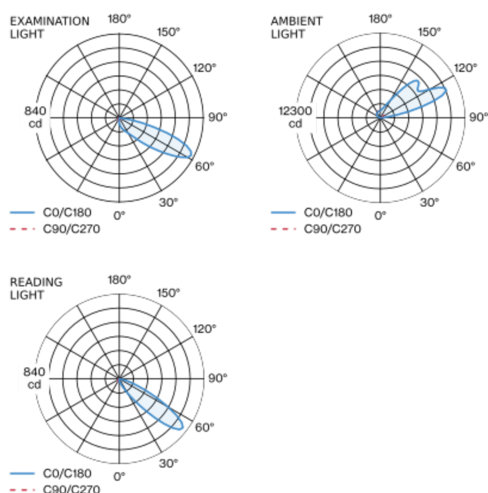 EXAMINATION
LIGHT
180°
150°
120°
90°
60°
30°
0°
840
cd
C0/C180
C90/C270
AMBIENT
LIGHT
180°
150°
120°
90°
60°
30°
0°
12300
cd
C0/C180
C90/C270
READING
LIGHT
180°
150°
120°
90°
60°
30°
0°
840
cd
C0/C180
C90/C270